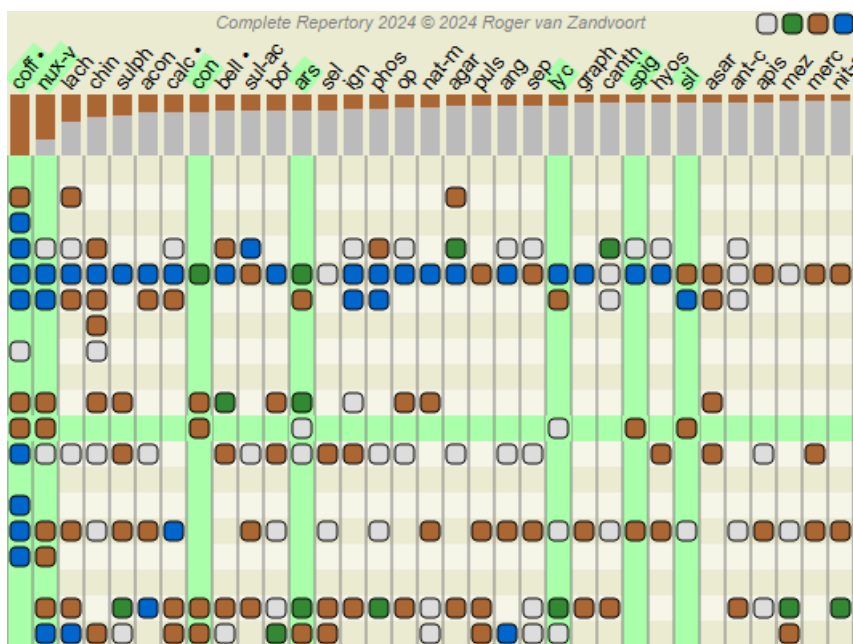 Complete Repertory 2024 © 2024 Roger van Zandvoort
coff • nux-v lach chin sulph acon calc • con bell • sul-ac bor ars sel ign phos op nat-m agar puls ang sep lyc graph canth spig hyos sil asar ant-c apis mez merc